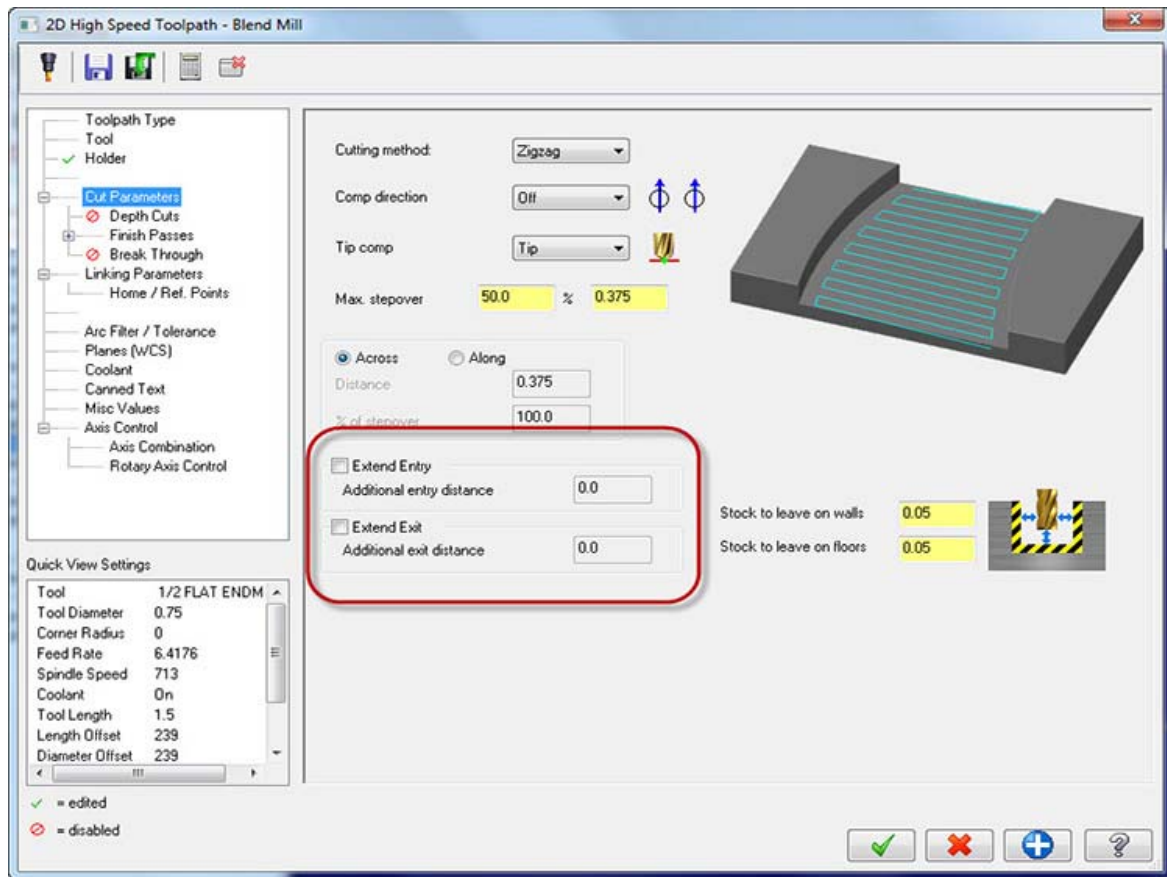 2D High Speed Toolpath - Blend Mill
Toolpath Type
Tool
Holder
Cut Parameters
Depth Cuts
Finish Passes
Break Through
Linking Parameters
Home / Ref. Points
Arc Filter / Tolerance
Planes (WCS)
Coolant
Canned Text
Misc Values
Axis Control
Axis Combination
Rotary Axis Control
Quick View Settings
Tool 1/2 FLAT ENDM
Tool Diameter 0.75
Corner Radius 0
Feed Rate 6.4176
Spindle Speed 713
Coolant On
Tool Length 1.5
Length Offset 239
Diameter Offset 239
= edited
= disabled
Cutting method: Zigzag
Comp direction Off
Tip comp Tip
Max. stepover 50.0 % 0.375
Across Along
Distance 0.375
% of stepover 100.0
Extend Entry
Additional entry distance 0.0
Extend Exit
Additional exit distance 0.0
Stock to leave on walls 0.05
Stock to leave on floors 0.05